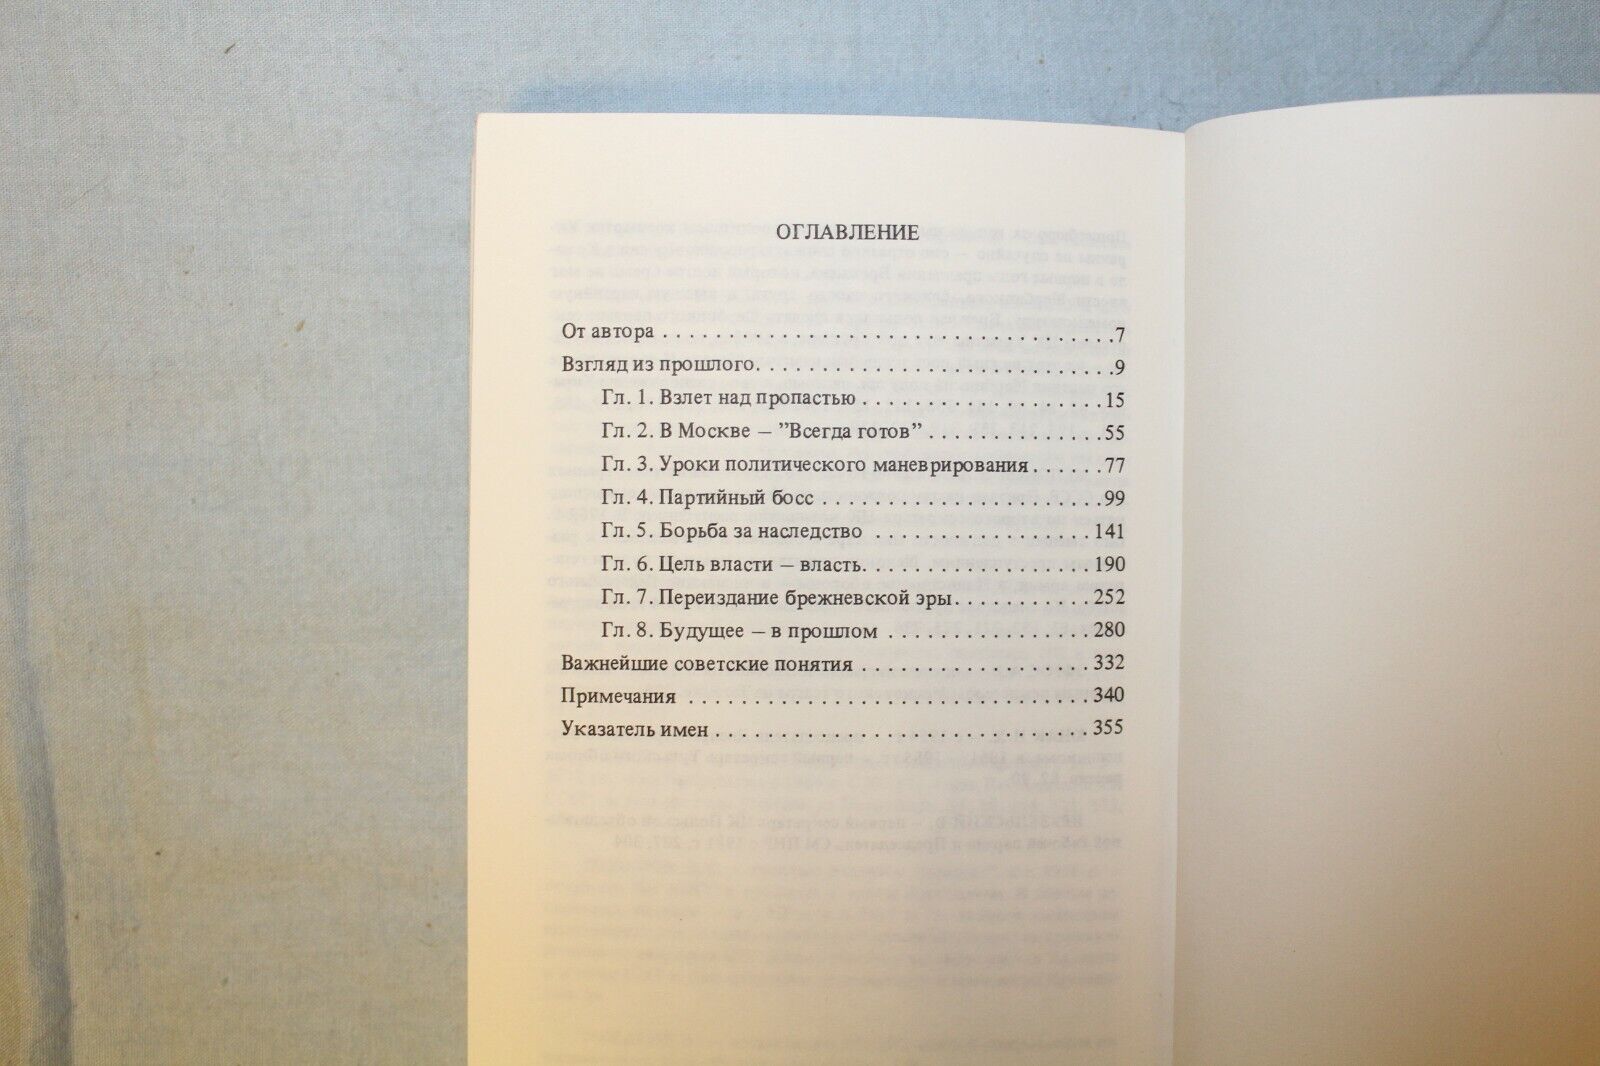 ОГЛАВЛЕНИЕ
От автора . . . . . . . . . . . . . . . . . . . . . . . . . . . . . . . . . . . 7
Взгляд из прошлого. . . . . . . . . . . . . . . . . . . . . . . . . . . . 9
Гл. 1. Взлет над пропастью . . . . . . . . . . . . . . . . . . . 15
Гл. 2. В Москве – ”Всегда готов” . . . . . . . . . . . . . . 55
Гл. 3. Уроки политического маневрирования . . . . . . 77
Гл. 4. Партийный босс . . . . . . . . . . . . . . . . . . . . . . 99
Гл. 5. Борьба за наследство . . . . . . . . . . . . . . . . . 141
Гл. 6. Цель власти – власть. . . . . . . . . . . . . . . . . . 190
Гл. 7. Переиздание брежневской эры. . . . . . . . . . . 252
Гл. 8. Будущее – в прошлом . . . . . . . . . . . . . . . . 280
Важнейшие советские понятия . . . . . . . . . . . . . . . . . . 332
Примечания . . . . . . . . . . . . . . . . . . . . . . . . . . . . . . . 340
Указатель имен . . . . . . . . . . . . . . . . . . . . . . . . . . . . . 355